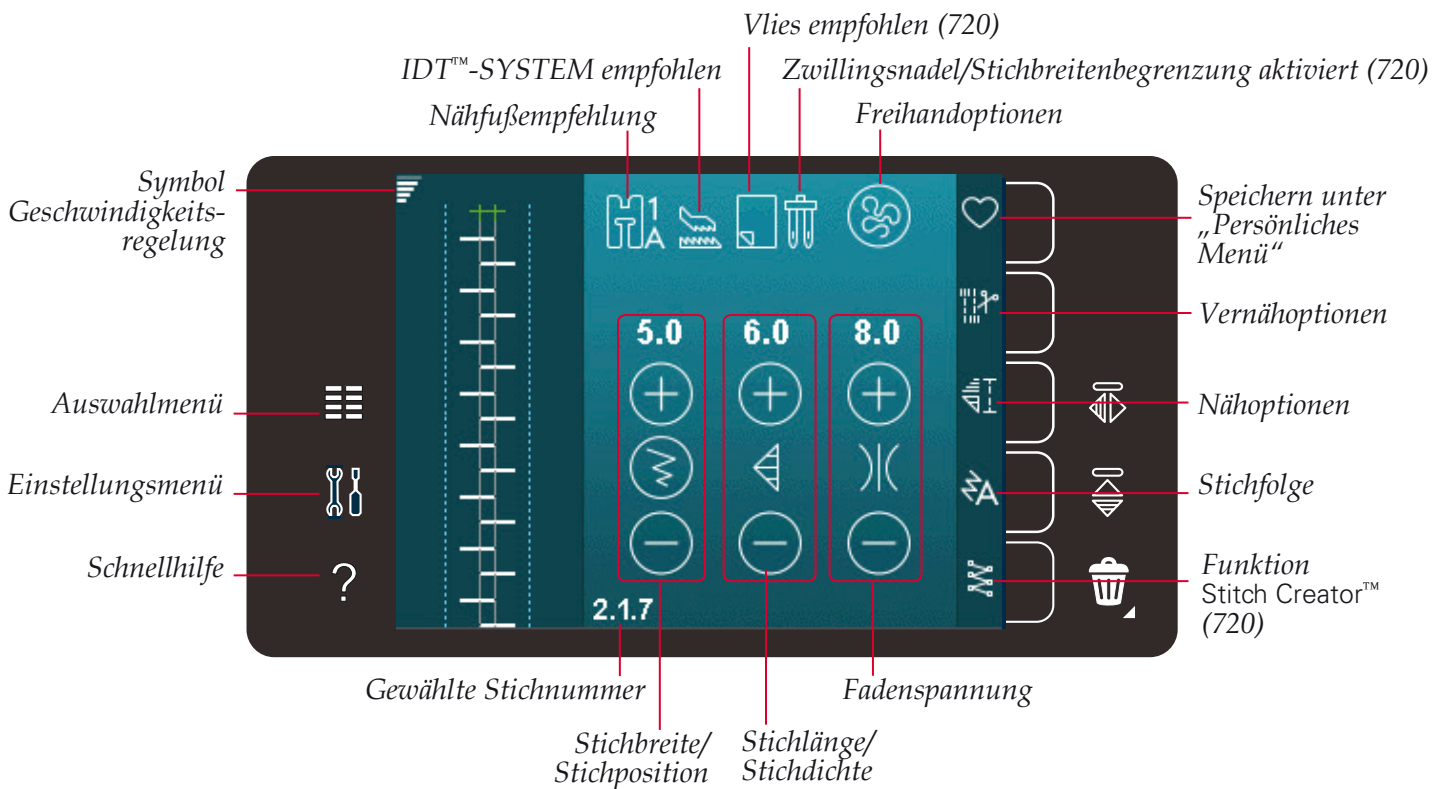 Vlies empfohlen (720)
IDT™-SYSTEM empfohlen
Zwillingsnadel/Stichbreitenbegrenzung aktiviert (720)
Nähfußempfehlung
Freihandoptionen
Symbol
Geschwindigkeits-
regelung
Speichern unter
„Persönliches
Menü“
1
A
Vernähoptionen
5.0
6.0
8.0
Auswahlmenü
Nähoptionen
Einstellungsmenü
A
Stichfolge
Schnellhilfe
?
Funktion
Stitch Creator™
(720)
2.1.7
Gewählte Stichnummer
Fadenspannung
Stichbreite/
Stichposition
Stichlänge/
Stichdichte